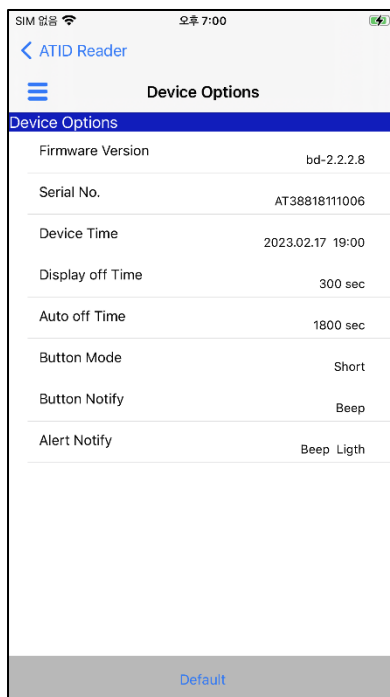 SIM 없음 오후 7:00
ATID Reader
Device Options
Device Options
Firmware Version bd-2.2.2.8
Serial No. AT38818111006
Device Time 2023.02.17 19:00
Display off Time 300 sec
Auto off Time 1800 sec
Button Mode Short
Button Notify Beep
Alert Notify Beep Ligth
Default